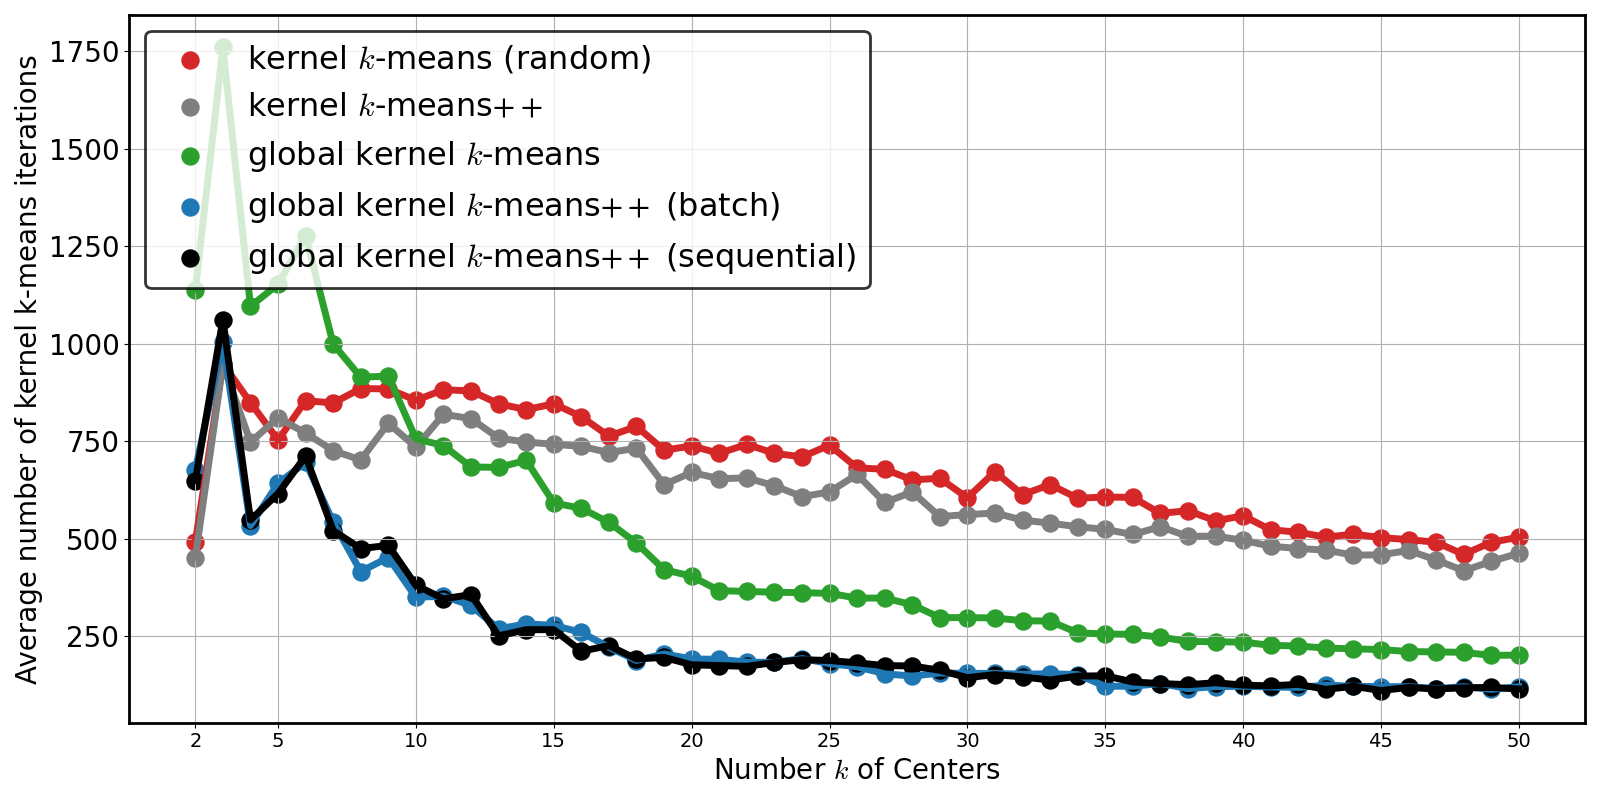 Average number of kernel k-means iterations
1750
1500
1250
1000
750
500
250
kernel k-means (random)
kernel k-means++
global kernel k-means
global kernel k-means++ (batch)
global kernel k-means++ (sequential)
2 5 10 15 20 25 30 35 40 45 50
Number k of Centers